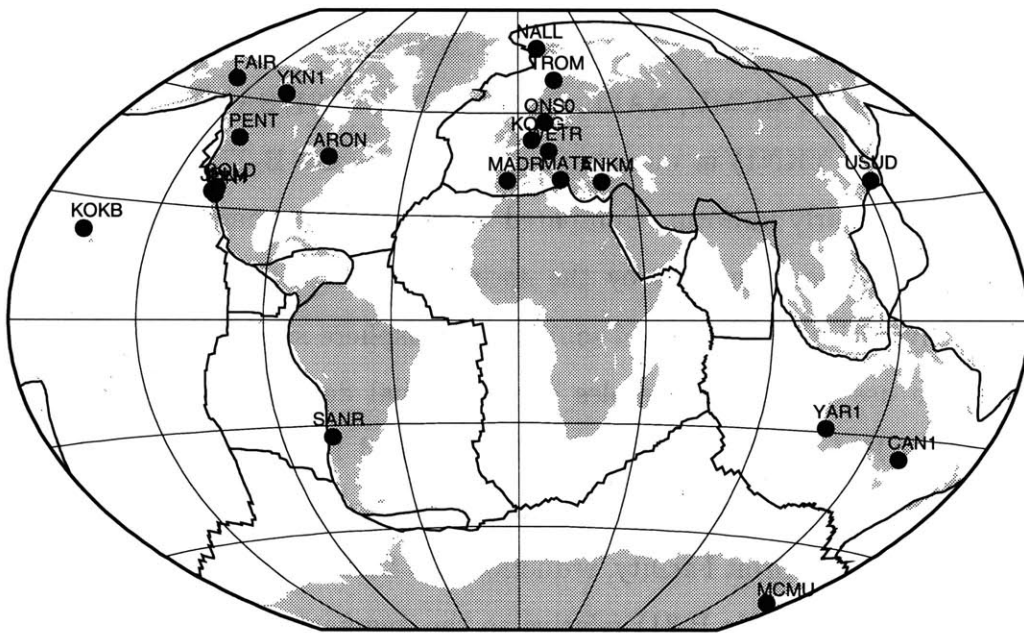 NALL
FAIR
TROM
YKN1
ONS0
PENT
ARON
MADR
MATE
ANKM
USUD
KOKB
SANR
YAR1
CAN1
MCMU